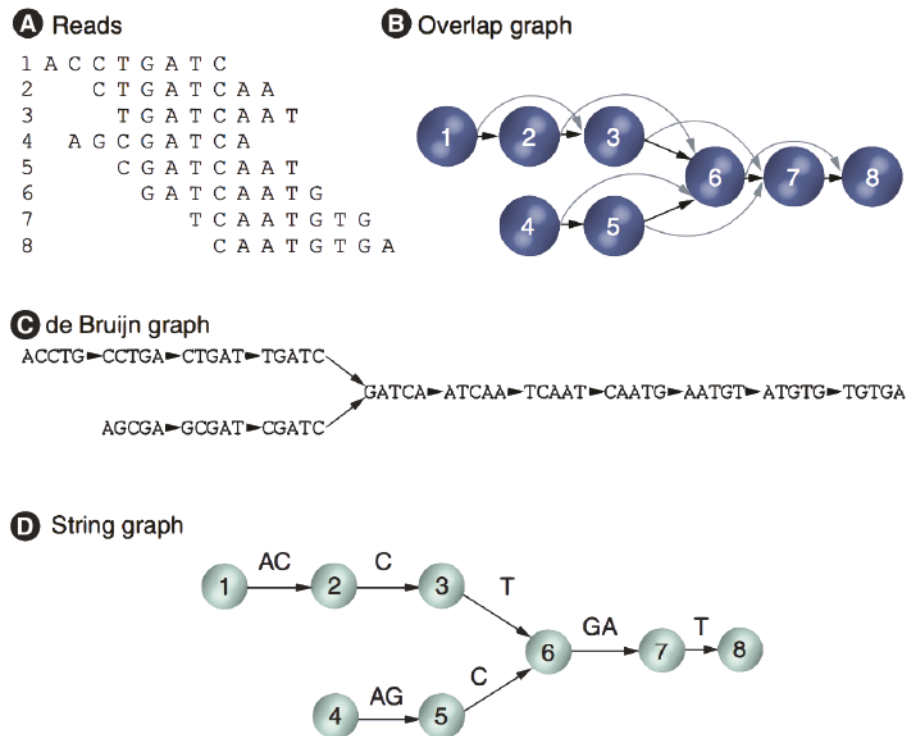 A Reads
1 A C C T G A T C
2 C T G A T C A A
3 T G A T C A A T
4 A G C G A T C A
5 C G A T C A A T
6 G A T C A A T G
7 T C A A T G T G
8 C A A T G T G A
B Overlap graph
1 2 3
6 7 8
4 5
C de Bruijn graph
ACCTG CCTGA CTGAT TGATC
GATCA ATCAA TCAAT CAATG AATGT ATGTG TGTGA
AGCGA GCGAT CGATC
D String graph
AC C T
1 2 3
GA T
6 7 8
AG C
4 5